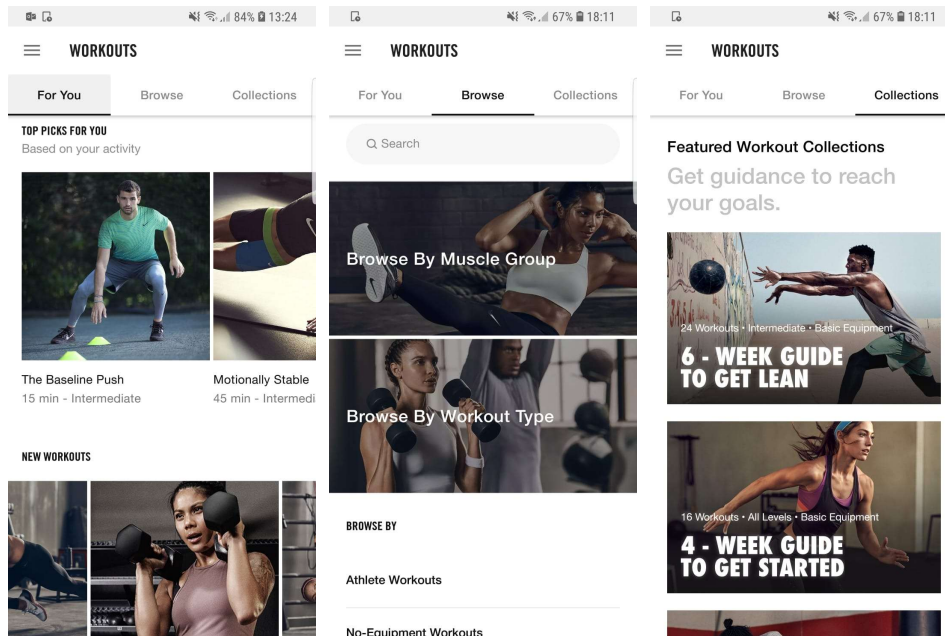 84% 13:24
WORKOUTS
For You Browse Collections
TOP PICKS FOR YOU
Based on your activity
The Baseline Push
15 min - Intermediate
Motionally Stable
45 min - Intermedi
NEW WORKOUTS
67% 18:11
WORKOUTS
For You Browse Collections
Search
Browse By Muscle Group
Browse By Workout Type
BROWSE BY
Athlete Workouts
No-Equipment Workouts
67% 18:11
WORKOUTS
For You Browse Collections
Featured Workout Collections
Get guidance to reach
your goals.
24 Workouts • Intermediate • Basic Equipment
6 - WEEK GUIDE
TO GET LEAN
16 Workouts • All Levels • Basic Equipment
4 - WEEK GUIDE
TO GET STARTED